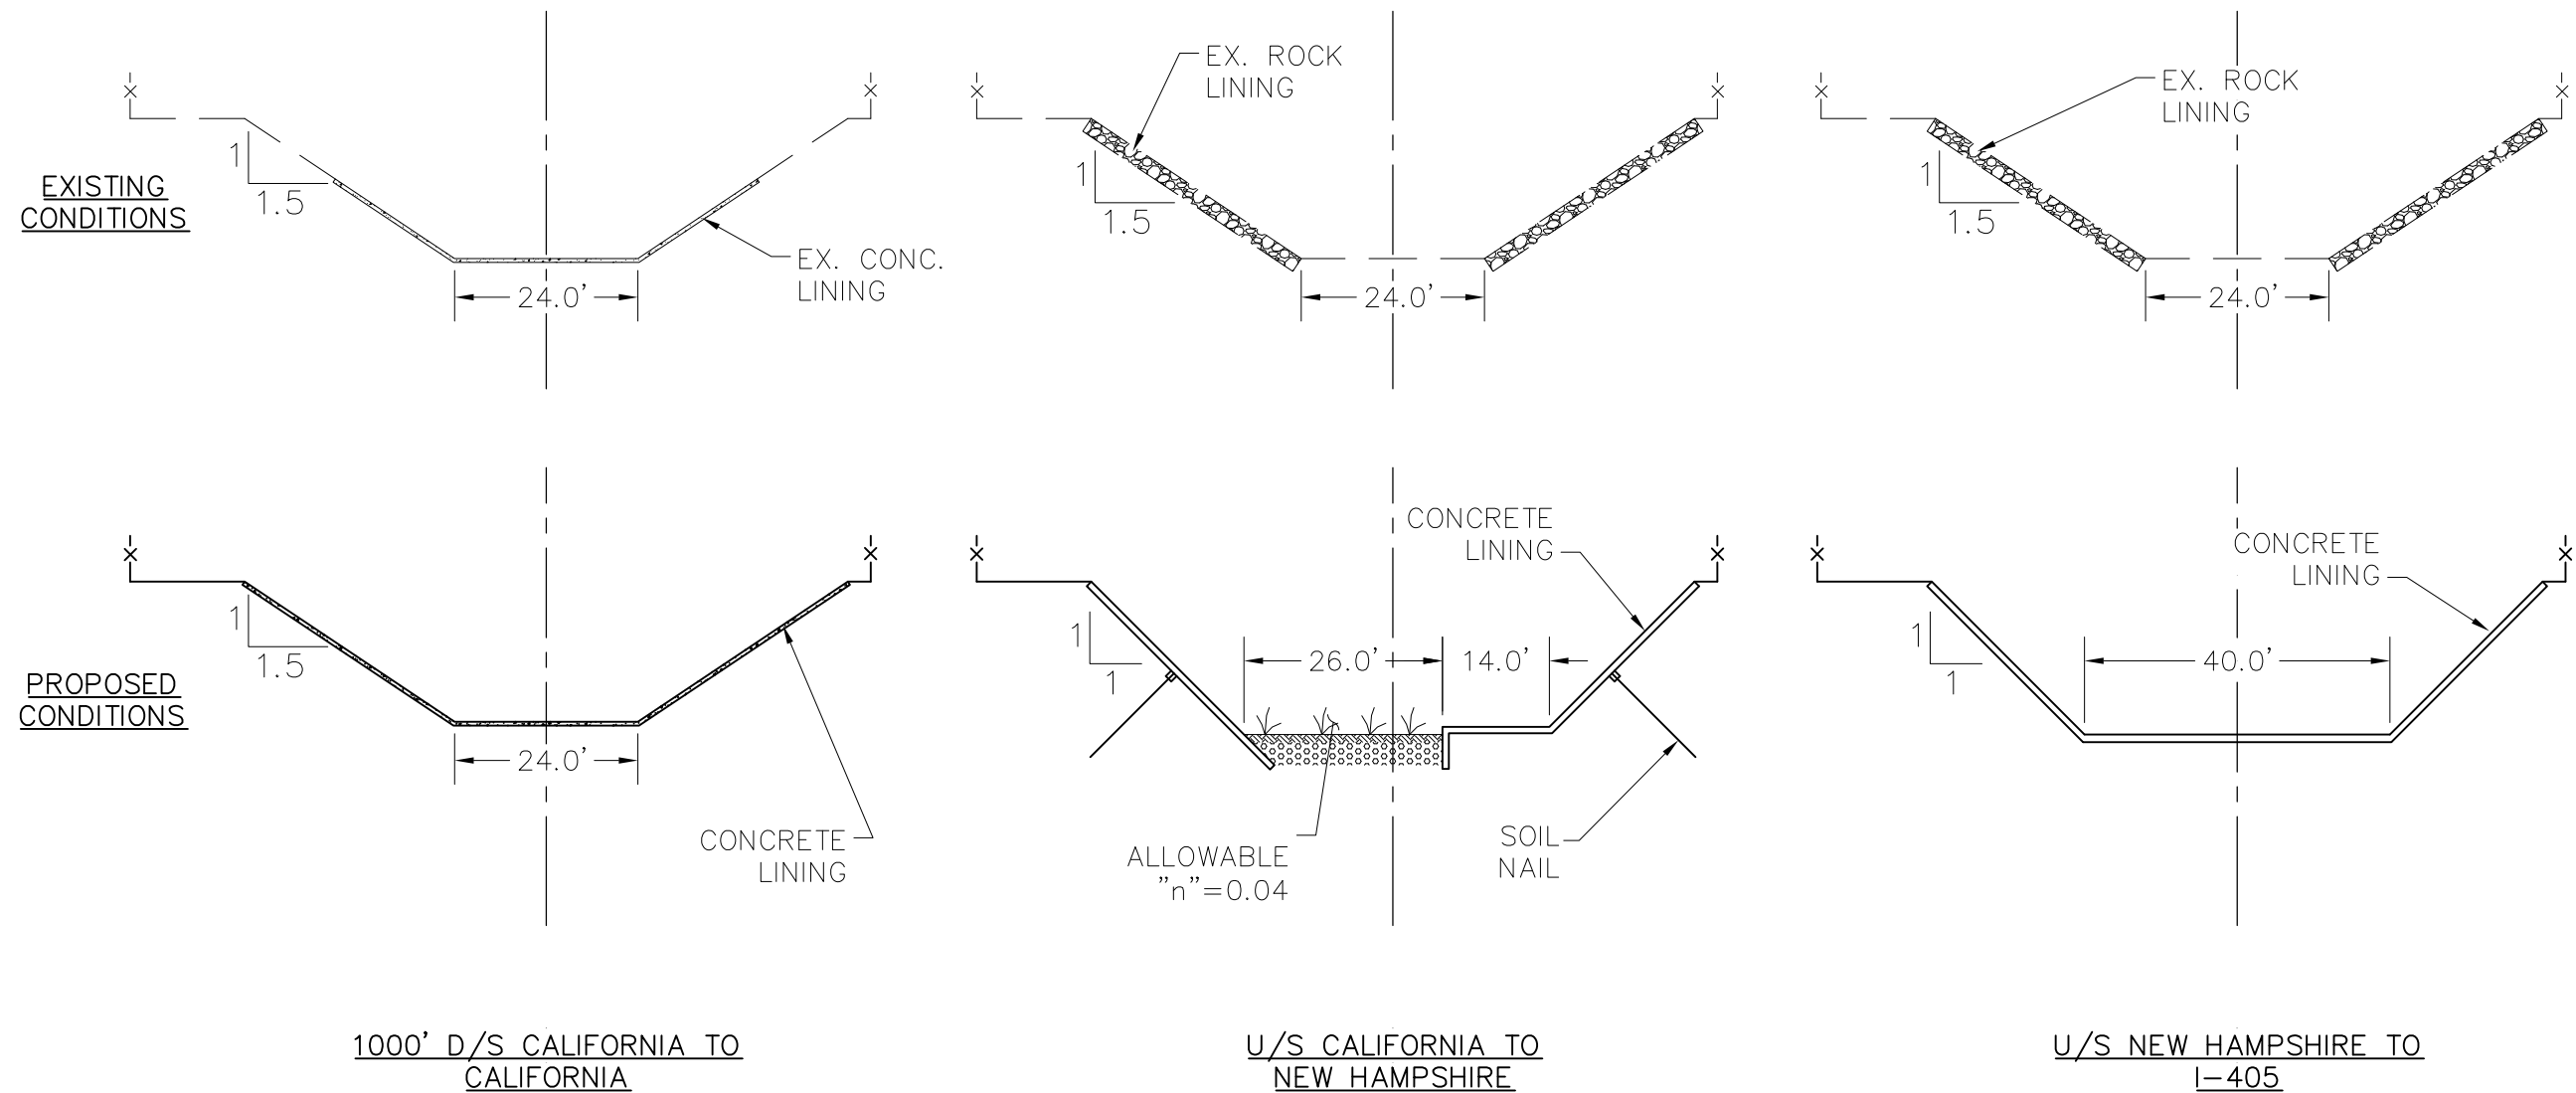 EXISTING
CONDITIONS
1
1.5
24.0'
EX. CONC.
LINING
EX. ROCK
LINING
1
1.5
24.0'
EX. ROCK
LINING
1
1.5
24.0'
PROPOSED
CONDITIONS
1
1.5
24.0'
CONCRETE
LINING
CONCRETE
LINING
1
1
26.0'
14.0'
ALLOWABLE
"n"=0.04
SOIL
NAIL
CONCRETE
LINING
1
1
40.0'
1000' D/S CALIFORNIA TO
CALIFORNIA
U/S CALIFORNIA TO
NEW HAMPSHIRE
U/S NEW HAMPSHIRE TO
I-405